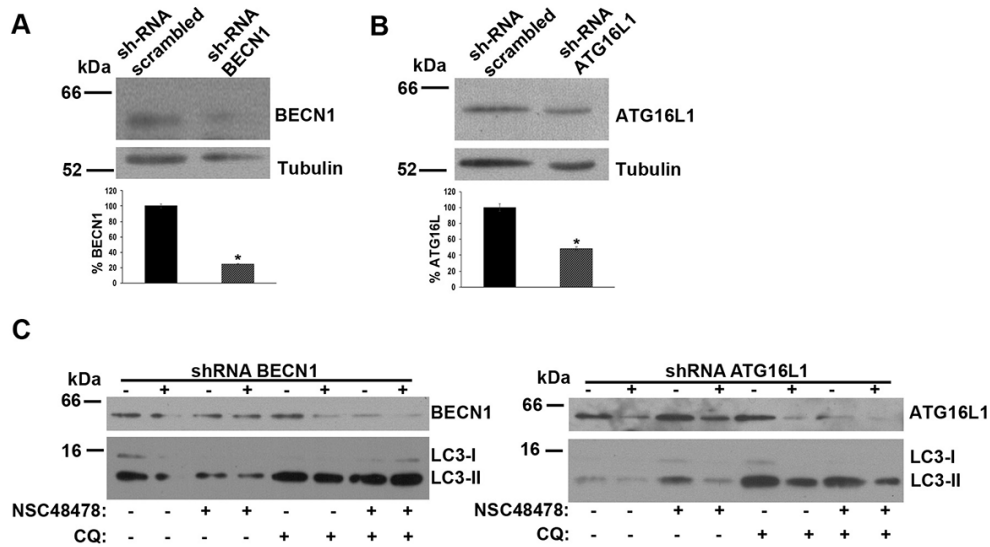 A
sh-RNA scrambled
sh-RNA BECN1
kDa
66
BECN1
52
Tubulin
120
100
80
60
40
20
0
% BECN1
*
B
sh-RNA scrambled
sh-RNA ATG16L1
kDa
66
ATG16L1
52
Tubulin
120
100
80
60
40
20
0
% ATG16L
*
C
shRNA BECN1
kDa
- + - + - + - +
66
BECN1
16
LC3-I
LC3-II
NSC48478: - - + + - - + +
CQ: - - - - + + + +
shRNA ATG16L1
kDa
- + - + - + - +
66
ATG16L1
16
LC3-I
LC3-II
NSC48478: - - + + - - + +
CQ: - - - - + + + +